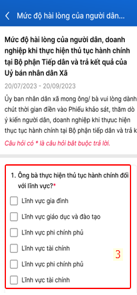 Mức độ hài lòng của người dân...
Mức độ hài lòng của người dân, doanh
nghiệp khi thực hiện thủ tục hành chính
tại Bộ phận Tiếp dân và trả kết quả của
Uỷ bán nhân dân Xã
20/07/2023 - 20/09/2023
Ủy ban nhân dân xã mong ông/ bà vui lòng dành
chút thời gian điền vào Phiếu khảo sát, thăm dò
ý kiến người dân, doanh nghiệp khi thực hiện
thục tục hành chính tại Bộ phận tiếp dân và trả k
Câu hỏi có * là câu hỏi bắt buộc trả lời.
1. Ông bà thực hiện thủ tục hành chính đối
với lĩnh vực?*
Lĩnh vực gia đình
Lĩnh vực giáo dục và đào tạo
Lĩnh vực phi chính phủ
Lĩnh vực tài chính
Lĩnh vực phi chính phủ
Lĩnh vực tài chính
3